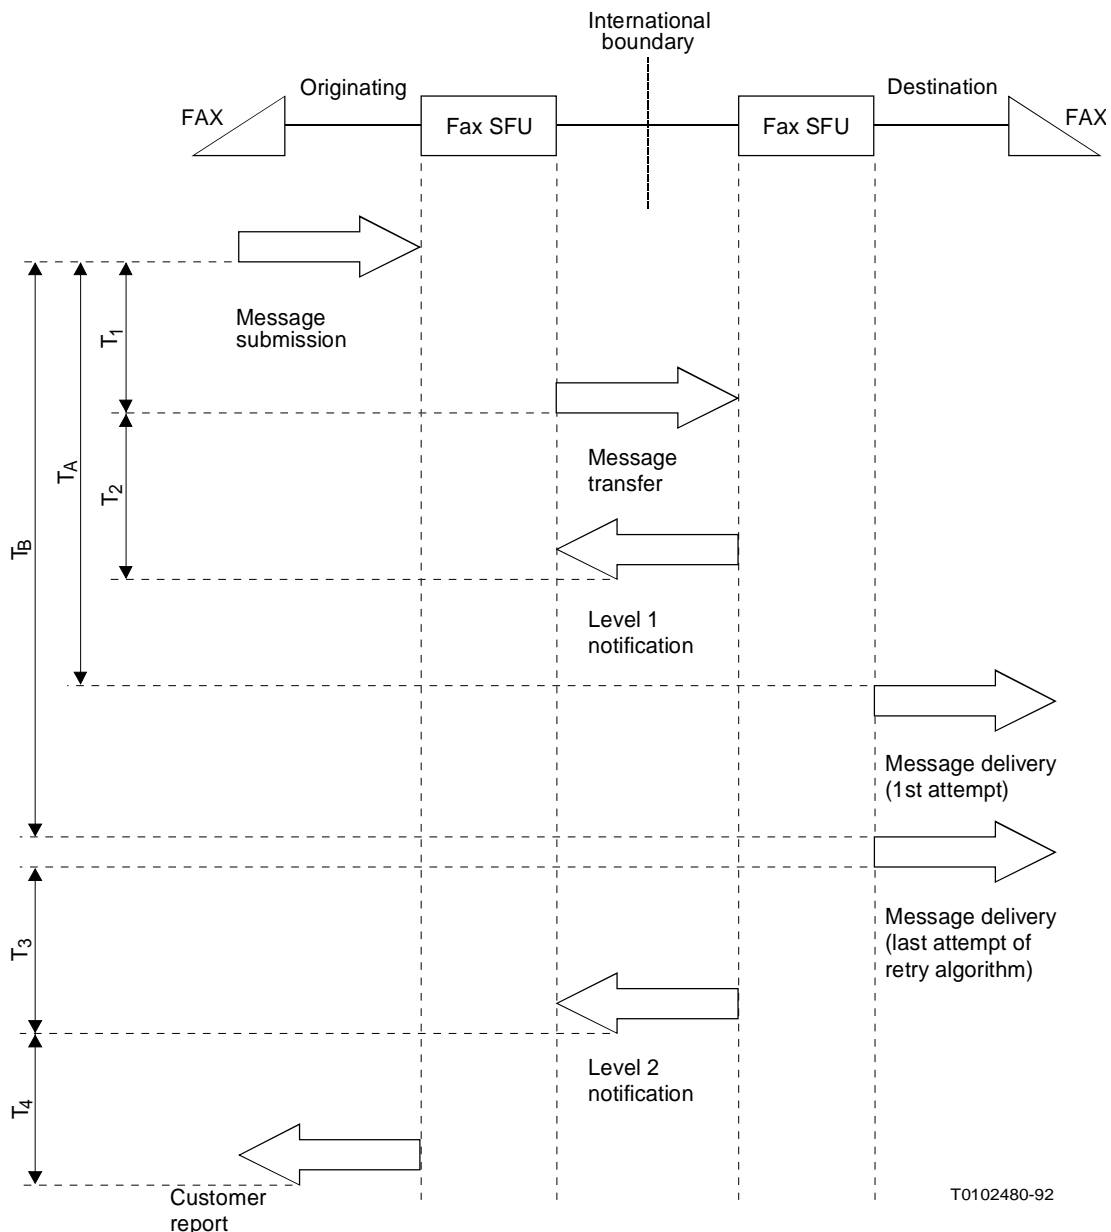 International
boundary
Originating
Destination
FAX
Fax SFU
Fax SFU
FAX
Message
submission
T1
Message
transfer
TA
T2
TB
Level 1
notification
Message delivery
(1st attempt)
Message delivery
(last attempt of
retry algorithm)
T3
Level 2
notification
T4
Customer
report
T0102480-92